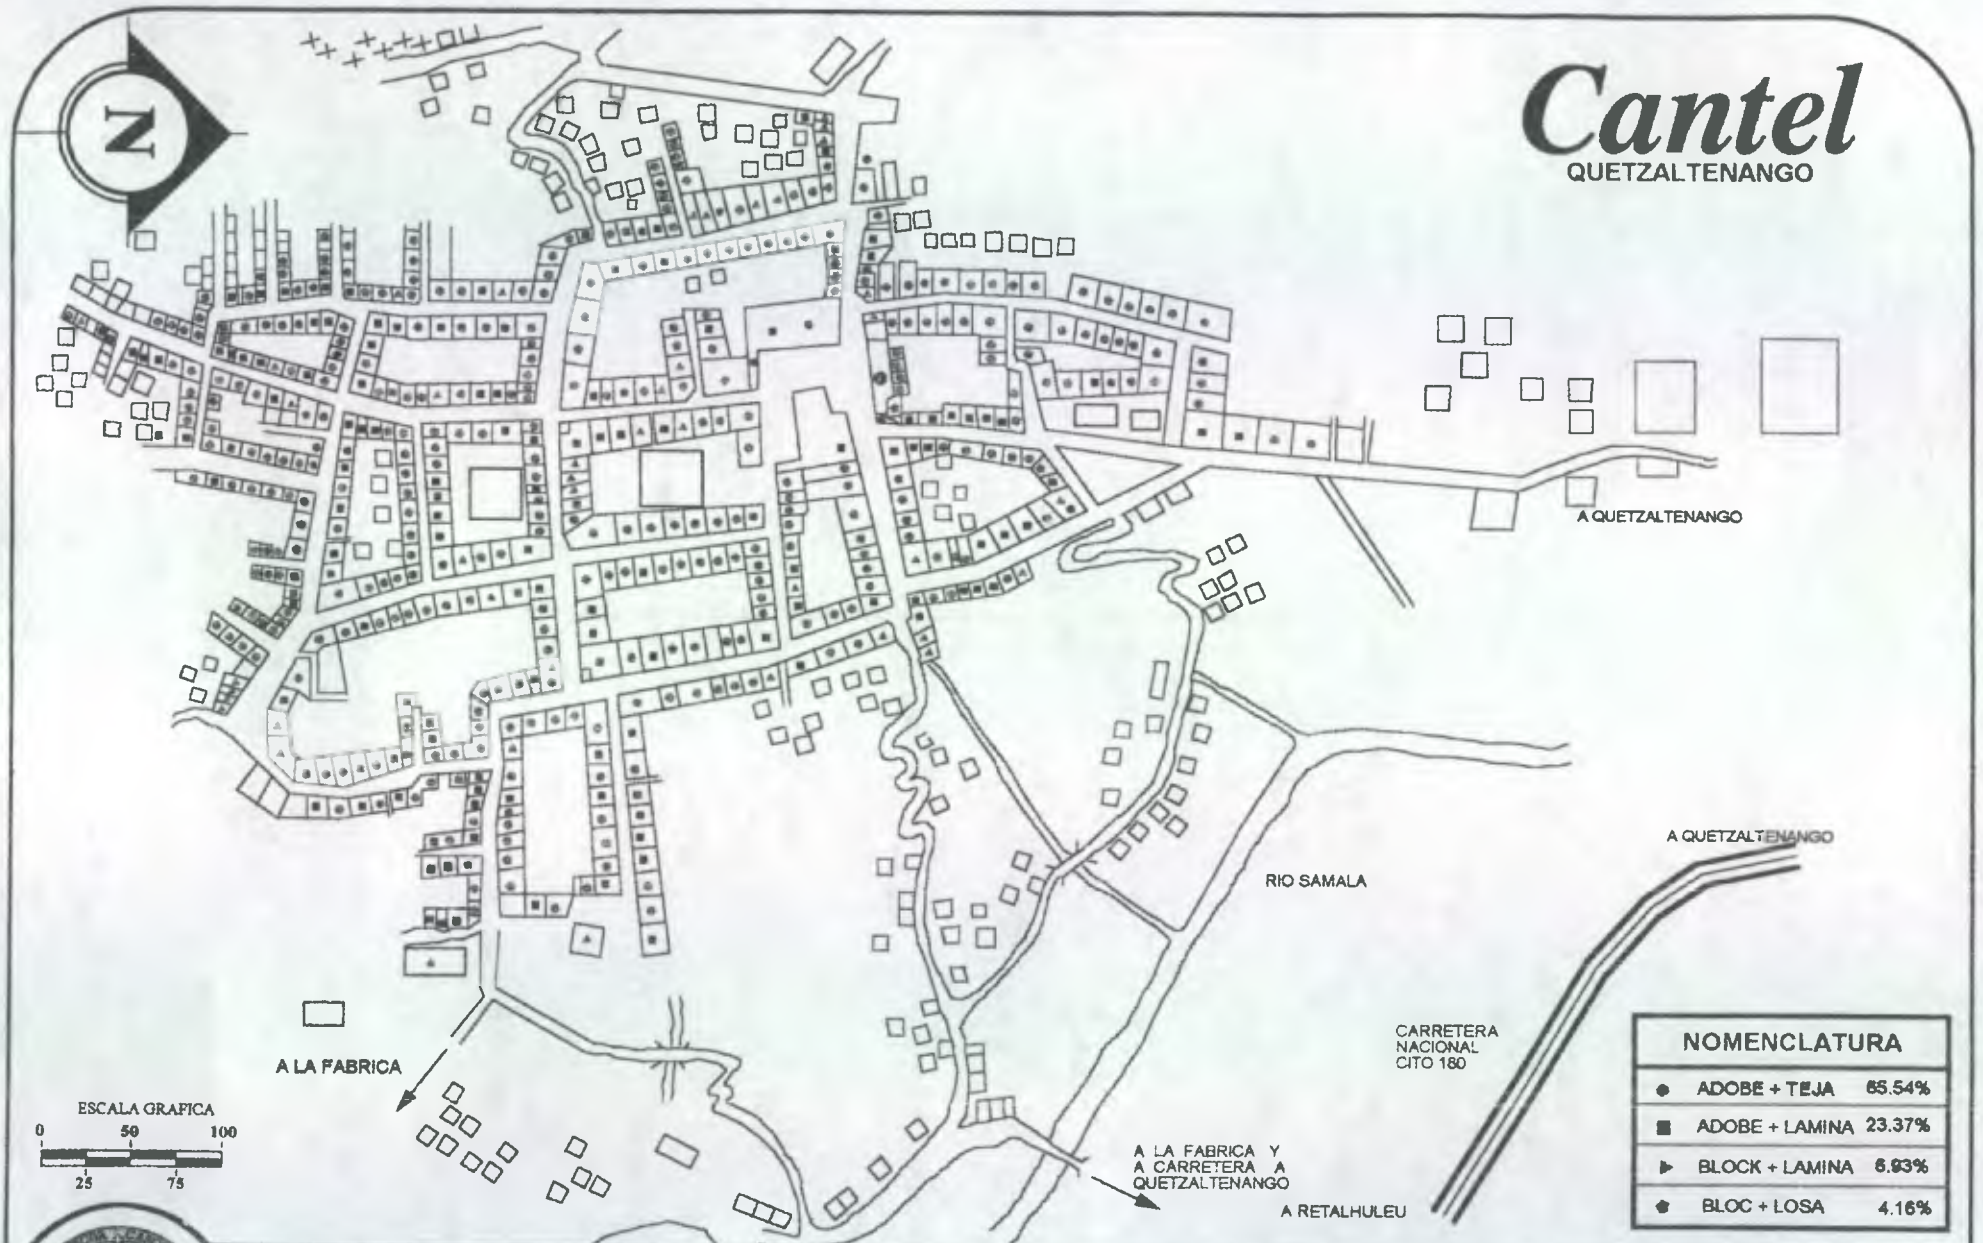 N
Cantel
QUETZALTENANGO
A QUETZALTENANGO
A QUETZALTENANGO
RIO SAMALA
CARRETERA
NACIONAL
CITO 180
A LA FABRICA
ESCALA GRAFICA
0 50 100
25 75
A LA FABRICA Y
A CARRETERA A
QUETZALTENANGO
A RETALHULEU
NOMENCLATURA
ADOBE + TEJA 65.54%
ADOBE + LAMINA 23.37%
BLOCK + LAMINA 6.93%
BLOC + LOSA 4.16%